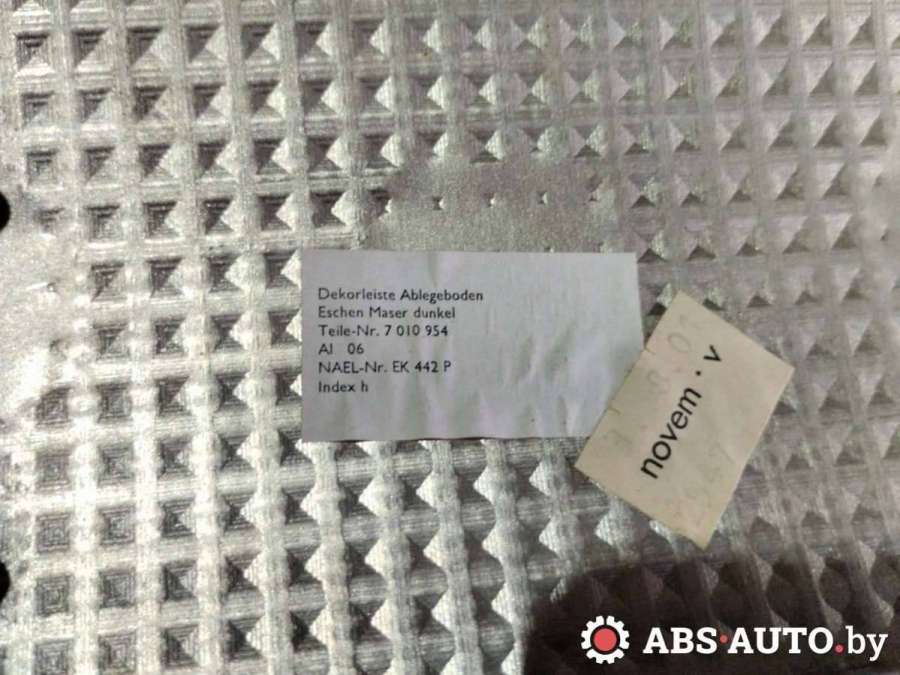 Dekorleiste Ablegeboden
Eschen Maser dunkel
Teile-Nr. 7 010 954
AI 06
NAEL-Nr. EK 442 P
Index h
novem · v
ABS·AUTO.by